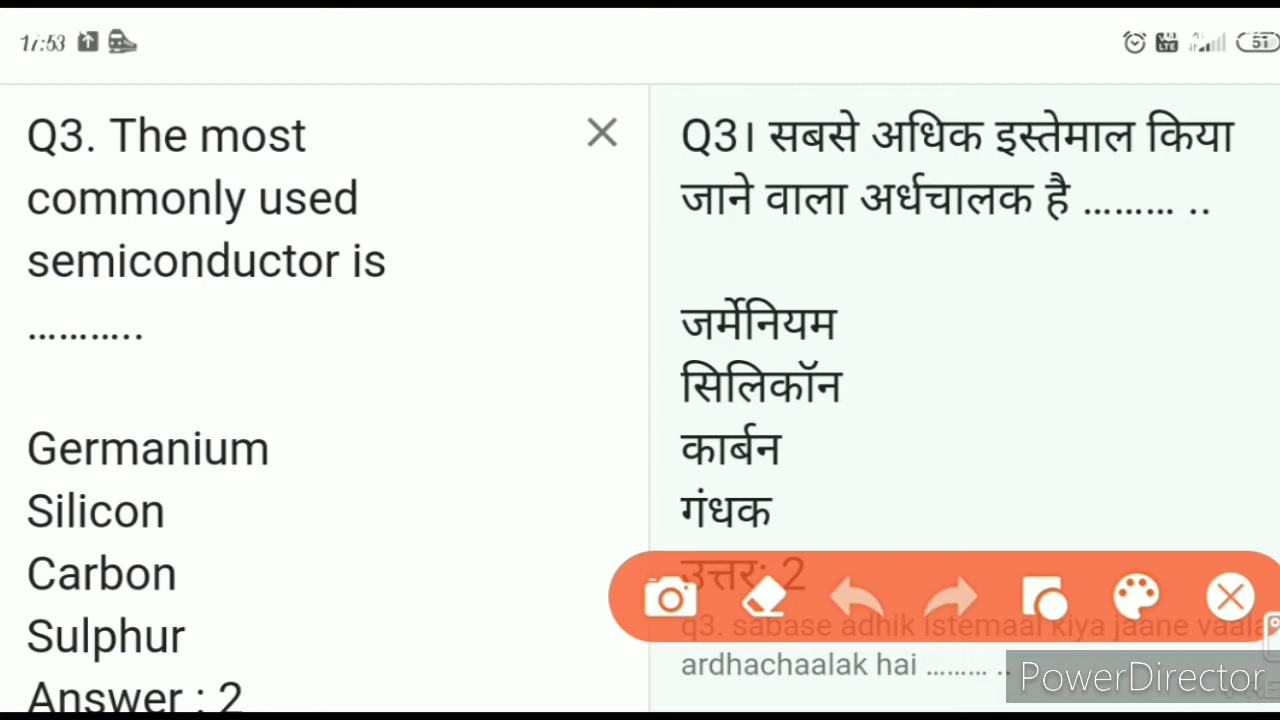 17:53
51
Q3. The most
commonly used
semiconductor is
………..
Germanium
Silicon
Carbon
Sulphur
Answer : 2
Q3। सबसे अधिक इस्तेमाल किया
जाने वाला अर्धचालक है ……… ..
जर्मेनियम
सिलिकॉन
कार्बन
गंधक
उत्तर: 2
q3. sabase adhik istemaal kiya jaane vaala
ardhachaalak hai ……… ..
PowerDirector